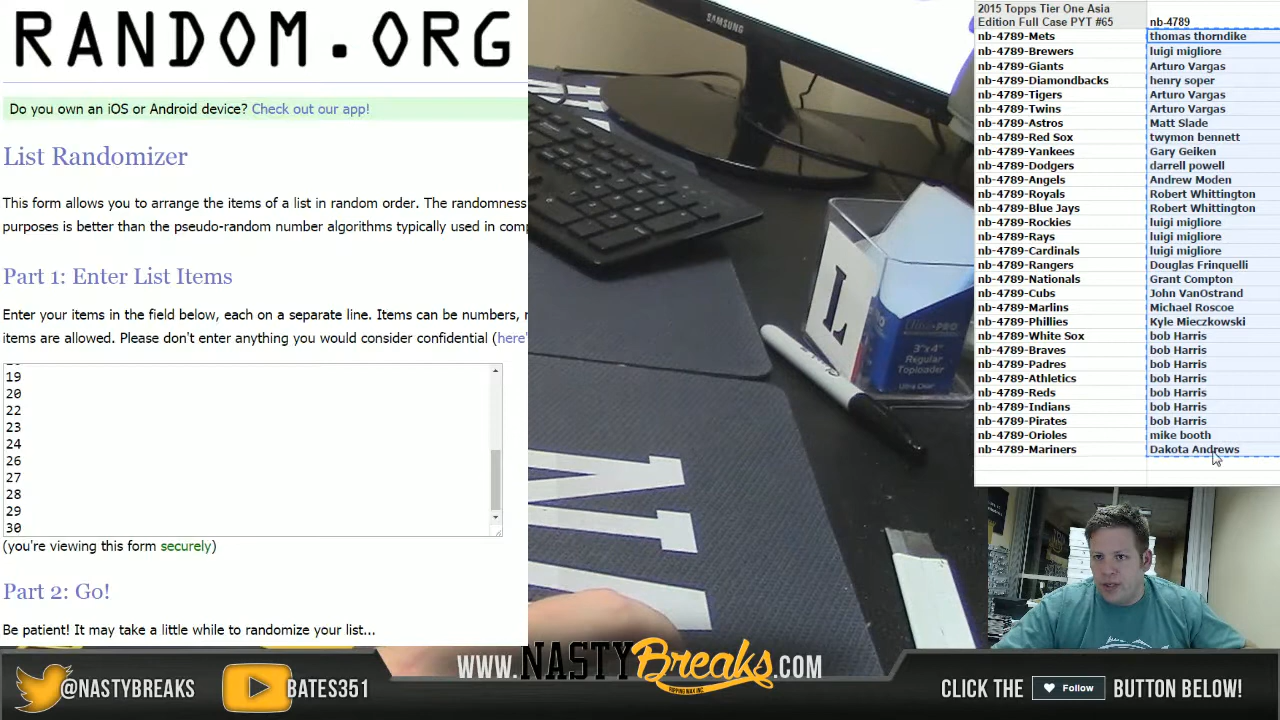 RANDOM.ORG
Do you own an iOS or Android device? Check out our app!
List Randomizer
This form allows you to arrange the items of a list in random order. The randomness
purposes is better than the pseudo-random number algorithms typically used in com
Part 1: Enter List Items
Enter your items in the field below, each on a separate line. Items can be numbers,
items are allowed. Please don't enter anything you would consider confidential (here'
19
20
22
23
24
26
27
28
29
30
(you're viewing this form securely)
Part 2: Go!
Be patient! It may take a little while to randomize your list...
SAMSUNG
L
Ultra-PRO
3"x4"
Regular
Toploader
Ultra Clear
2015 Topps Tier One Asia
Edition Full Case PYT #65 nb-4789
nb-4789-Mets thomas thorndike
nb-4789-Brewers luigi migliore
nb-4789-Giants Arturo Vargas
nb-4789-Diamondbacks henry soper
nb-4789-Tigers Arturo Vargas
nb-4789-Twins Arturo Vargas
nb-4789-Astros Matt Slade
nb-4789-Red Sox twymon bennett
nb-4789-Yankees Gary Geiken
nb-4789-Dodgers darrell powell
nb-4789-Angels Andrew Moden
nb-4789-Royals Robert Whittington
nb-4789-Blue Jays Robert Whittington
nb-4789-Rockies luigi migliore
nb-4789-Rays luigi migliore
nb-4789-Cardinals luigi migliore
nb-4789-Rangers Douglas Frinquelli
nb-4789-Nationals Grant Compton
nb-4789-Cubs John VanOstrand
nb-4789-Marlins Michael Roscoe
nb-4789-Phillies Kyle Mieczkowski
nb-4789-White Sox bob Harris
nb-4789-Braves bob Harris
nb-4789-Padres bob Harris
nb-4789-Athletics bob Harris
nb-4789-Reds bob Harris
nb-4789-Indians bob Harris
nb-4789-Pirates bob Harris
nb-4789-Orioles mike booth
nb-4789-Mariners Dakota Andrews
@NASTYBREAKS
BATES351
WWW.NASTYBreaks.COM
RIPPING WAX INC.
CLICK THE Follow BUTTON BELOW!